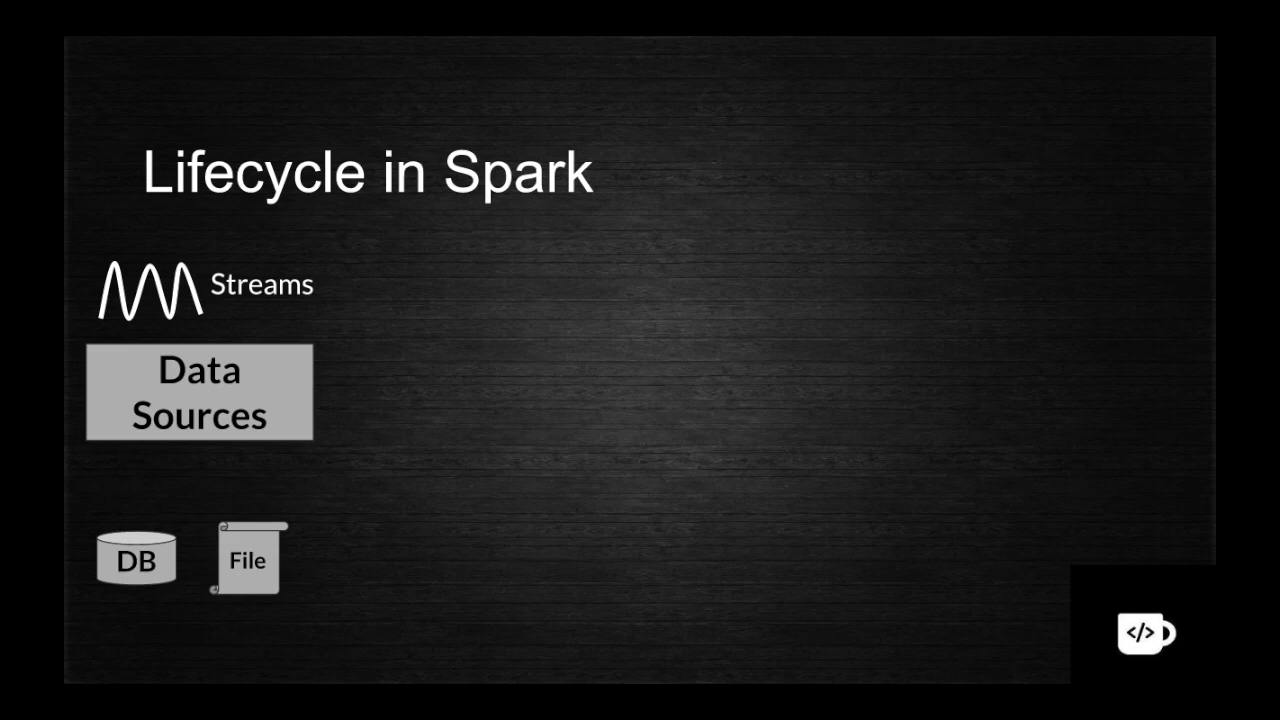 Lifecycle in Spark
Streams
Data
Sources
DB
File
</>